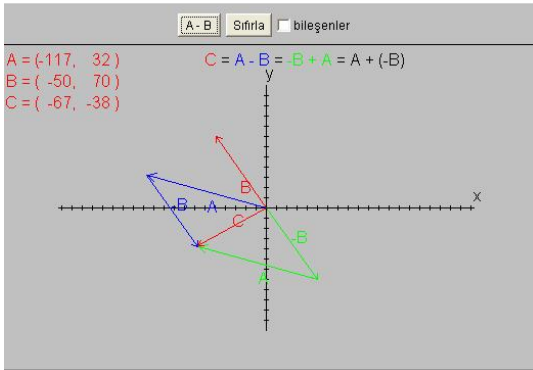 A - B Sıfırla bileşenler
A = (-117, 32 ) C = A - B = -B + A = A + (-B)
B = ( -50, 70 )
C = ( -67, -38 )
y
B
x
-B A
C
-B
A